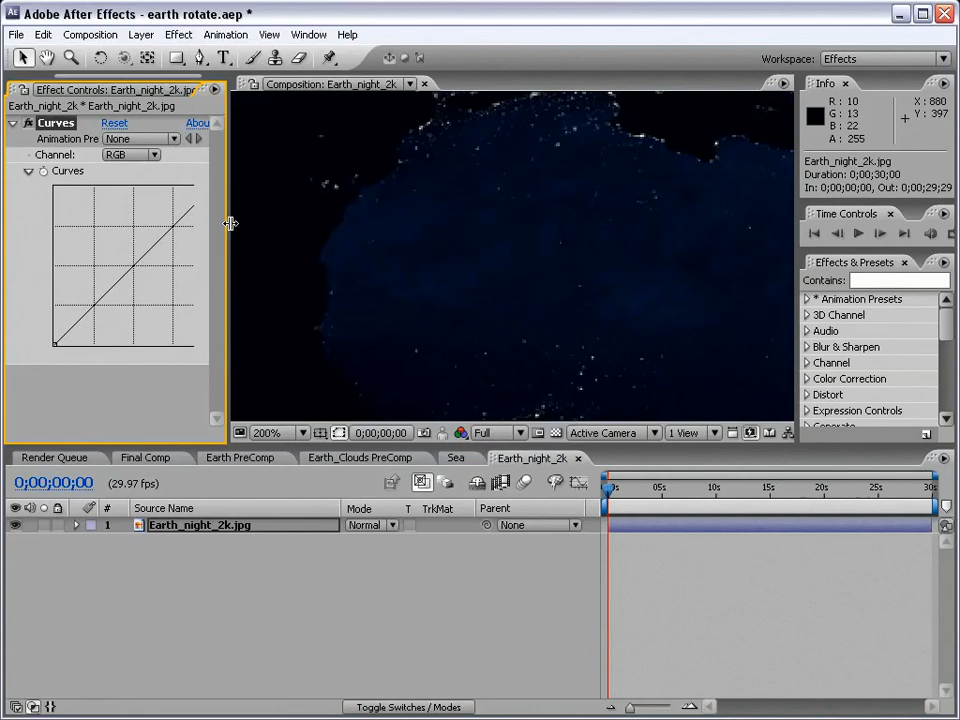 Adobe After Effects - earth rotate.aep *
File Edit Composition Layer Effect Animation View Window Help
Workspace: Effects
Effect Controls: Earth_night_2k.jpg
Composition: Earth_night_2k
Info
Earth_night_2k * Earth_night_2k.jpg
R: 10
G: 13
B: 22
A: 255
X: 880
Y: 397
Curves Reset Abou
Animation Pre None
Channel: RGB
Curves
Earth_night_2k.jpg
Duration: 0;00;30;00
In: 0;00;00;00, Out: 0;00;29;29
Time Controls
Effects & Presets
Contains:
* Animation Presets
3D Channel
Audio
Blur & Sharpen
Channel
Color Correction
Distort
Expression Controls
Generate
200% 0;00;00;00 Full Active Camera 1 View
Render Queue Final Comp Earth PreComp Earth_Clouds PreComp Sea Earth_night_2k
0;00;00;00 (29.97 fps)
0s 05s 10s 15s 20s 25s 30s
# Source Name Mode T TrkMat Parent
1 Earth_night_2k.jpg Normal None
Toggle Switches / Modes